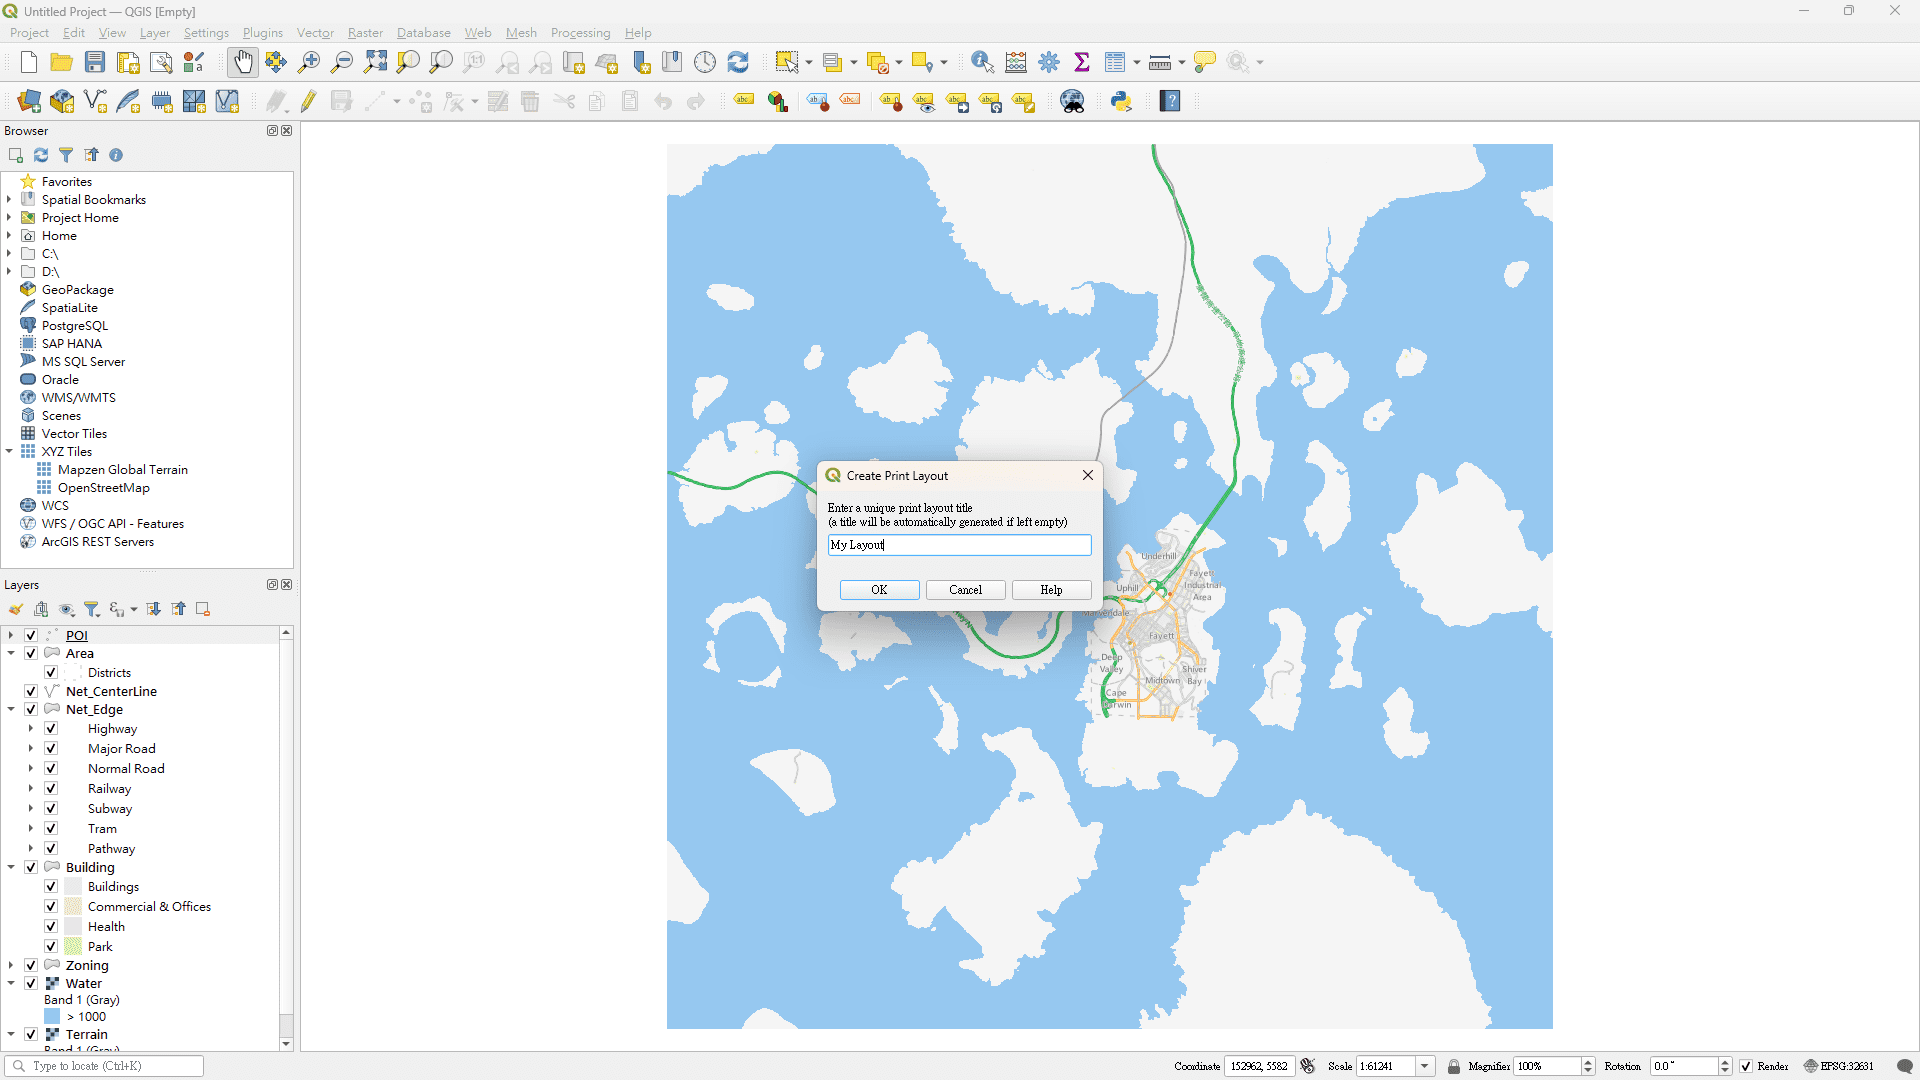 Untitled Project — QGIS [Empty]
Project Edit View Layer Settings Plugins Vector Raster Database Web Mesh Processing Help
Browser
Favorites
Spatial Bookmarks
Project Home
Home
C:\
D:\
GeoPackage
SpatiaLite
PostgreSQL
SAP HANA
MS SQL Server
Oracle
WMS/WMTS
Scenes
Vector Tiles
XYZ Tiles
Mapzen Global Terrain
OpenStreetMap
WCS
WFS / OGC API - Features
ArcGIS REST Servers
Layers
POI
Area
Districts
Net_CenterLine
Net_Edge
Highway
Major Road
Normal Road
Railway
Subway
Tram
Pathway
Building
Buildings
Commercial & Offices
Health
Park
Zoning
Water
Band 1 (Gray)
> 1000
Terrain
Band 1 (Gray)
Create Print Layout
Enter a unique print layout title
(a title will be automatically generated if left empty)
My Layout
OK Cancel Help
Underhill
Uphill
Fayett
Industrial
Area
Fayett
Deep
Valley
Shiver
Bay
Midtown
Cape
Type to locate (Ctrl+K)
Coordinate 152962, 5582 Scale 1:61241 Magnifier 100% Rotation 0.0 ° Render EPSG:32631